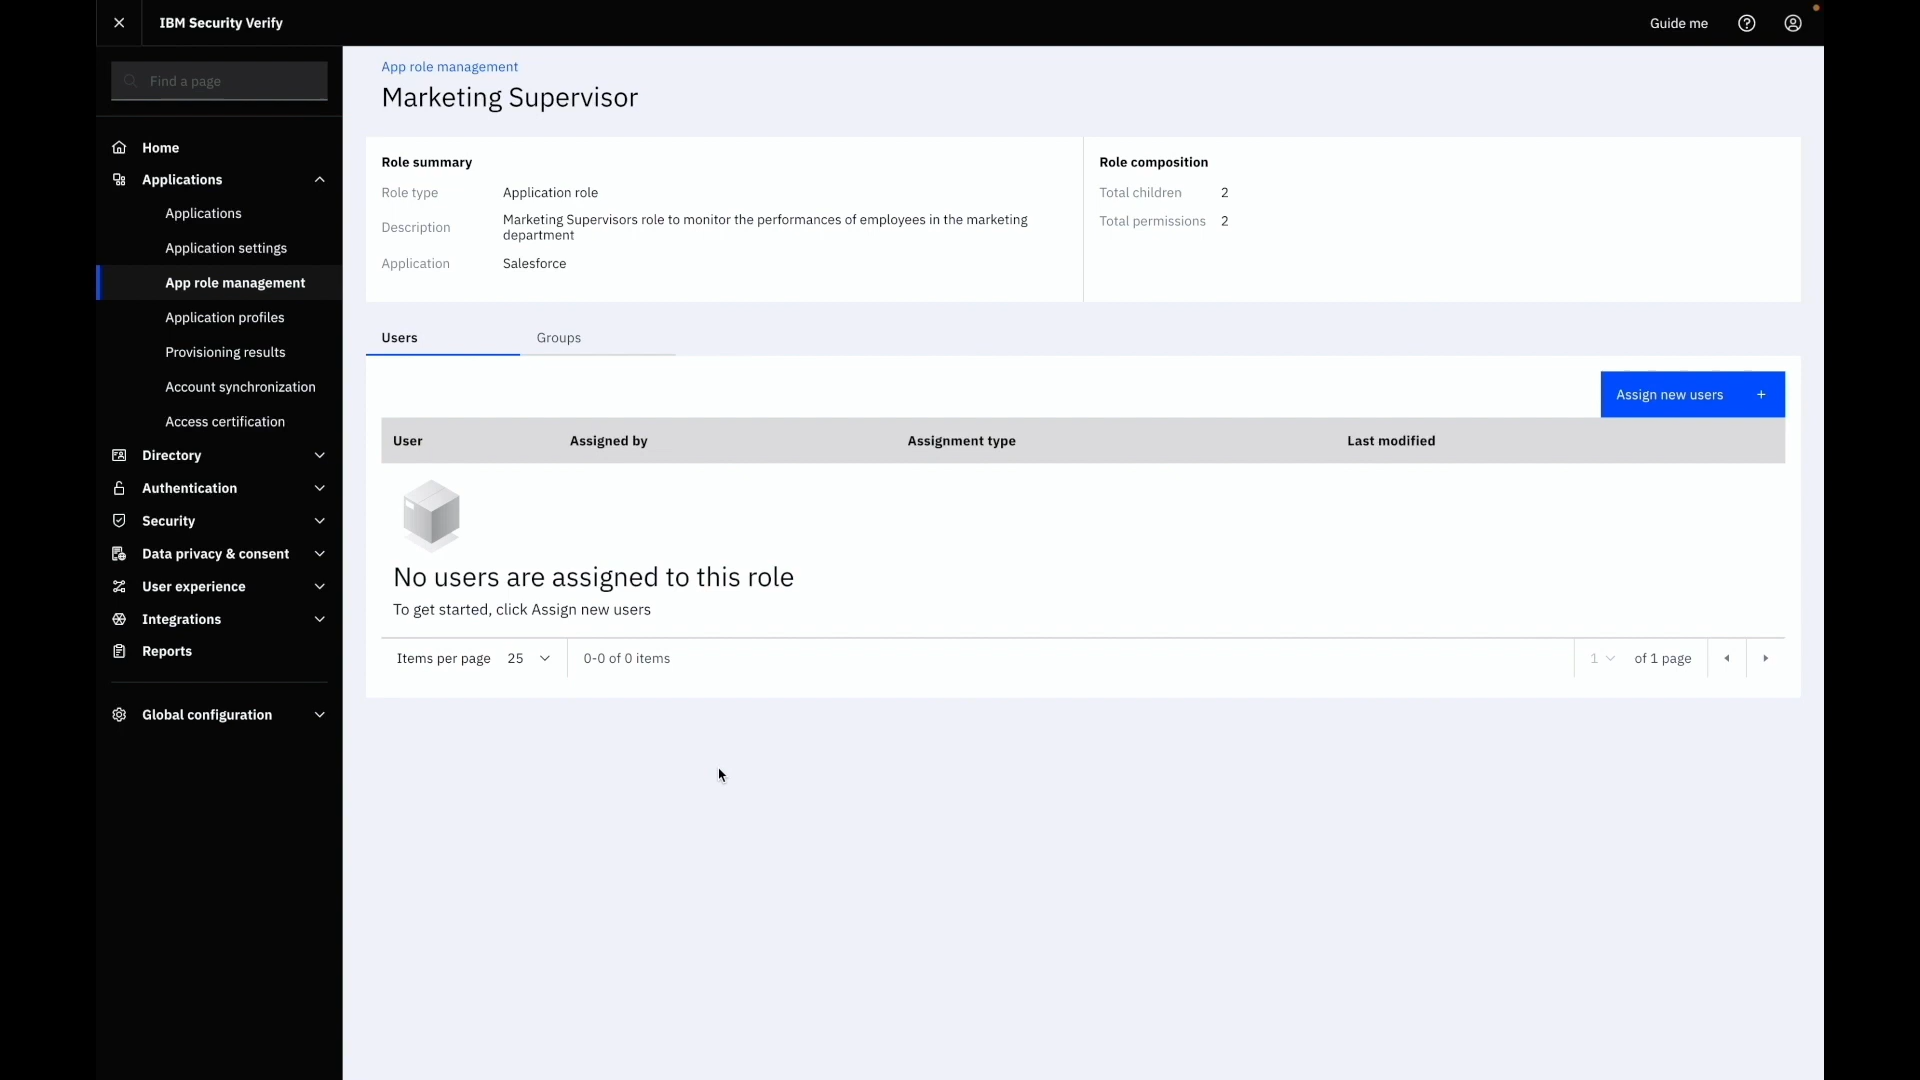 IBM Security Verify
Guide me
Find a page
Home
Applications
Applications
Application settings
App role management
Application profiles
Provisioning results
Account synchronization
Access certification
Directory
Authentication
Security
Data privacy & consent
User experience
Integrations
Reports
Global configuration
App role management
Marketing Supervisor
Role summary
Role type Application role
Description Marketing Supervisors role to monitor the performances of employees in the marketing
department
Application Salesforce
Role composition
Total children 2
Total permissions 2
Users Groups
Assign new users +
User Assigned by Assignment type Last modified
No users are assigned to this role
To get started, click Assign new users
Items per page 25 0-0 of 0 items 1 of 1 page